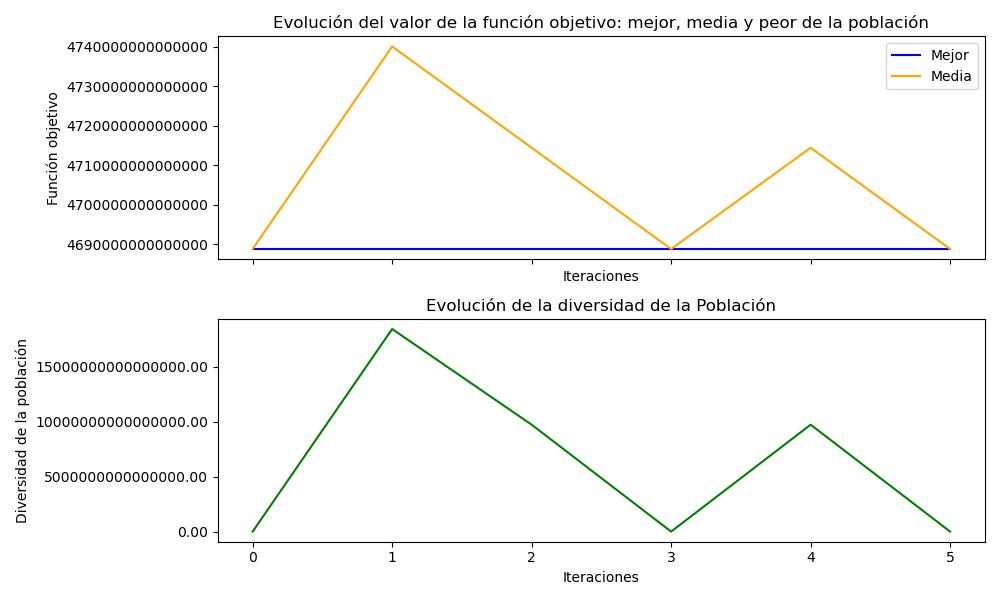 Evolución del valor de la función objetivo: mejor, media y peor de la población
Función objetivo
4740000000000000
4730000000000000
4720000000000000
4710000000000000
4700000000000000
4690000000000000
Mejor
Media
Iteraciones
Evolución de la diversidad de la Población
Diversidad de la población
15000000000000000.00
10000000000000000.00
5000000000000000.00
0.00
0 1 2 3 4 5
Iteraciones